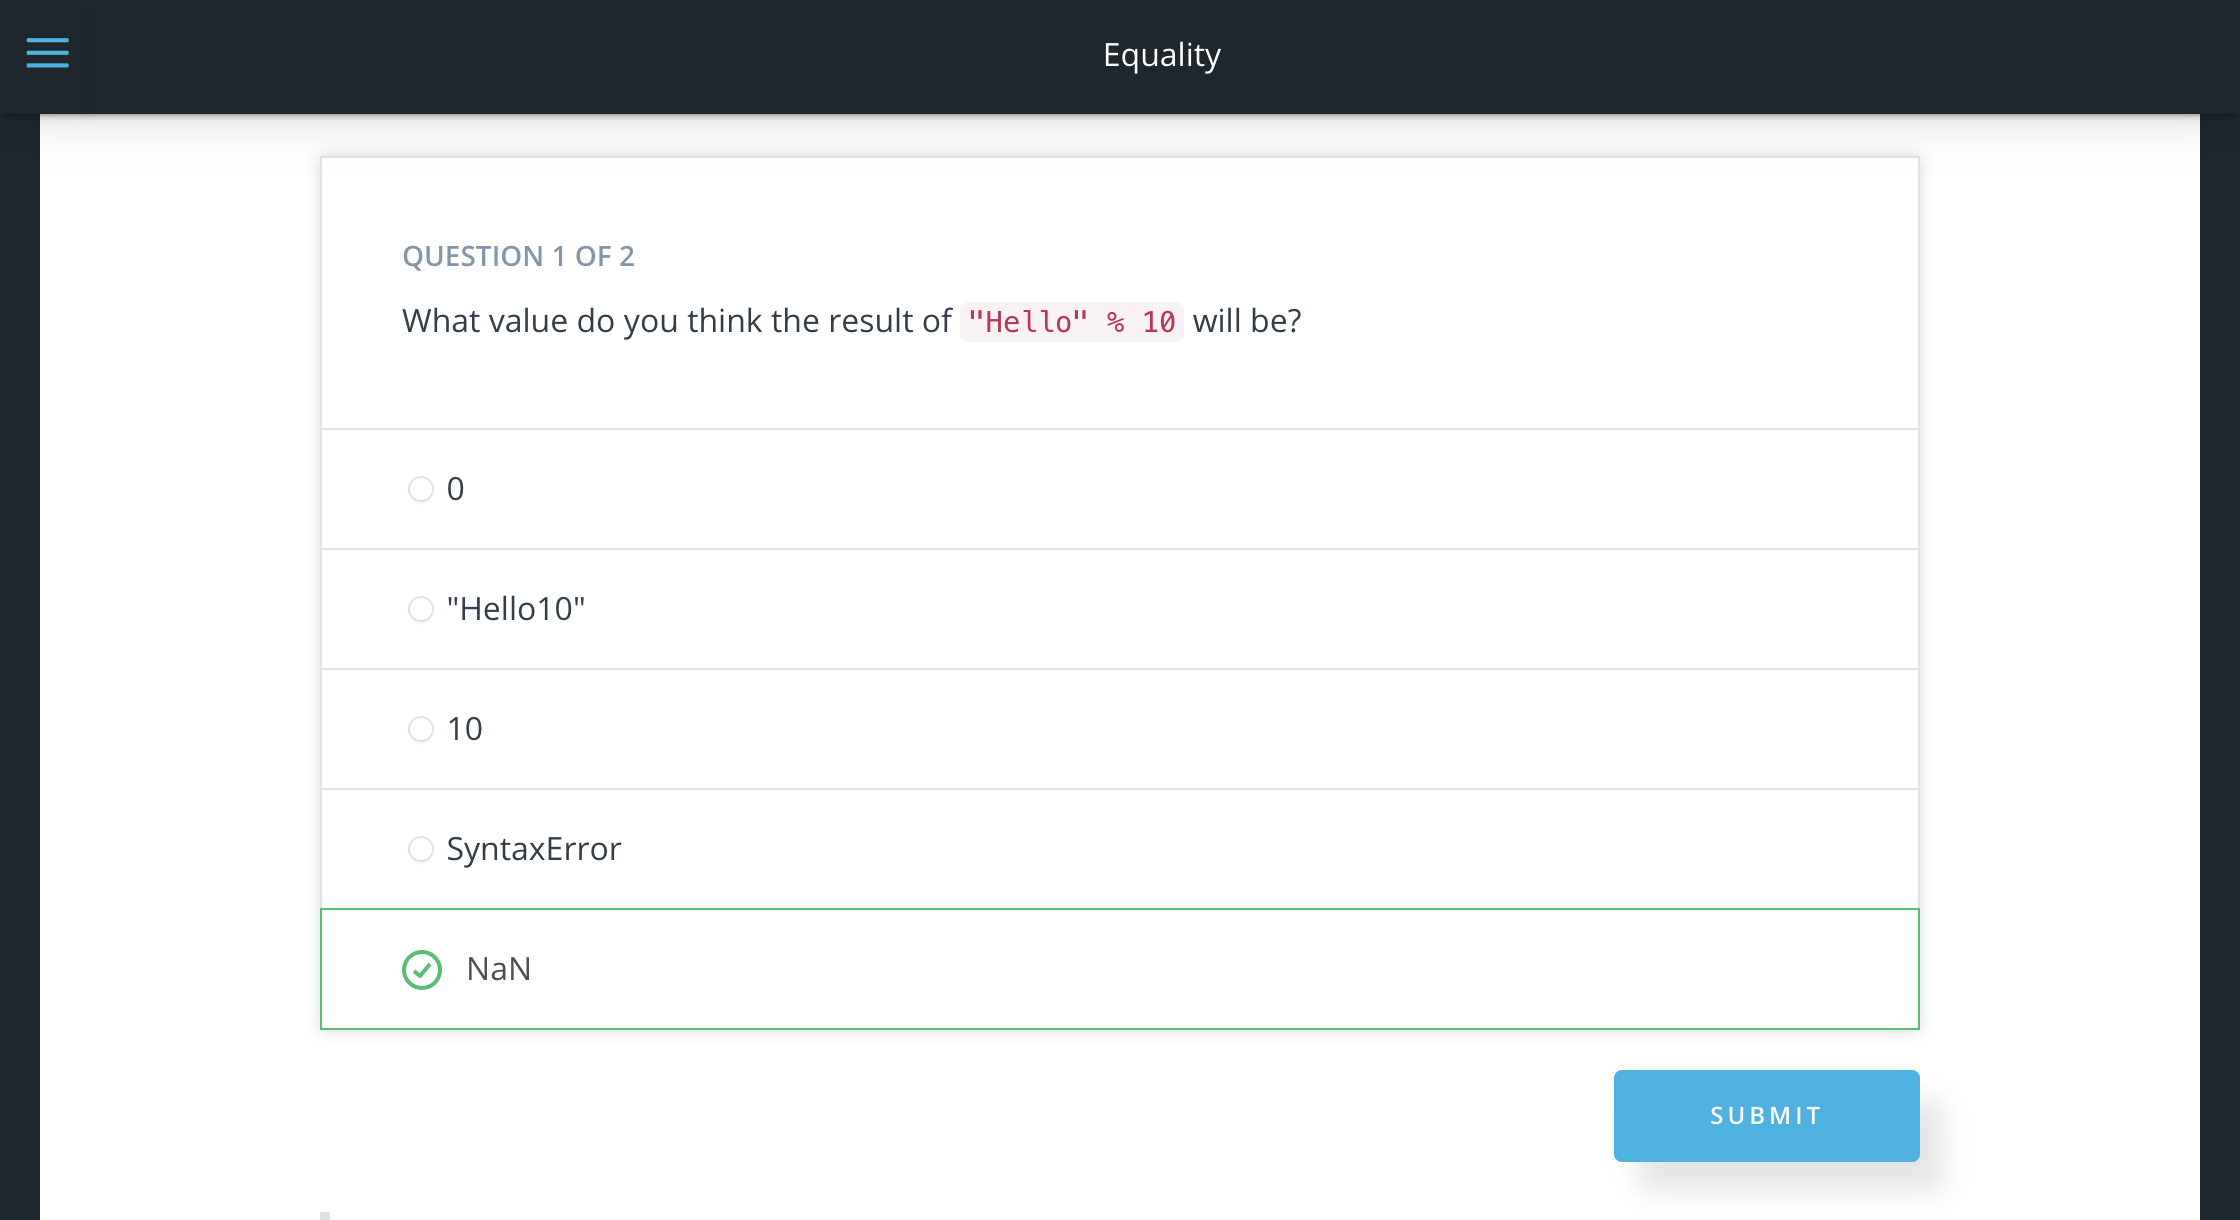 Equality
QUESTION 1 OF 2
What value do you think the result of "Hello" % 10 will be?
0
"Hello10"
10
SyntaxError
NaN
SUBMIT